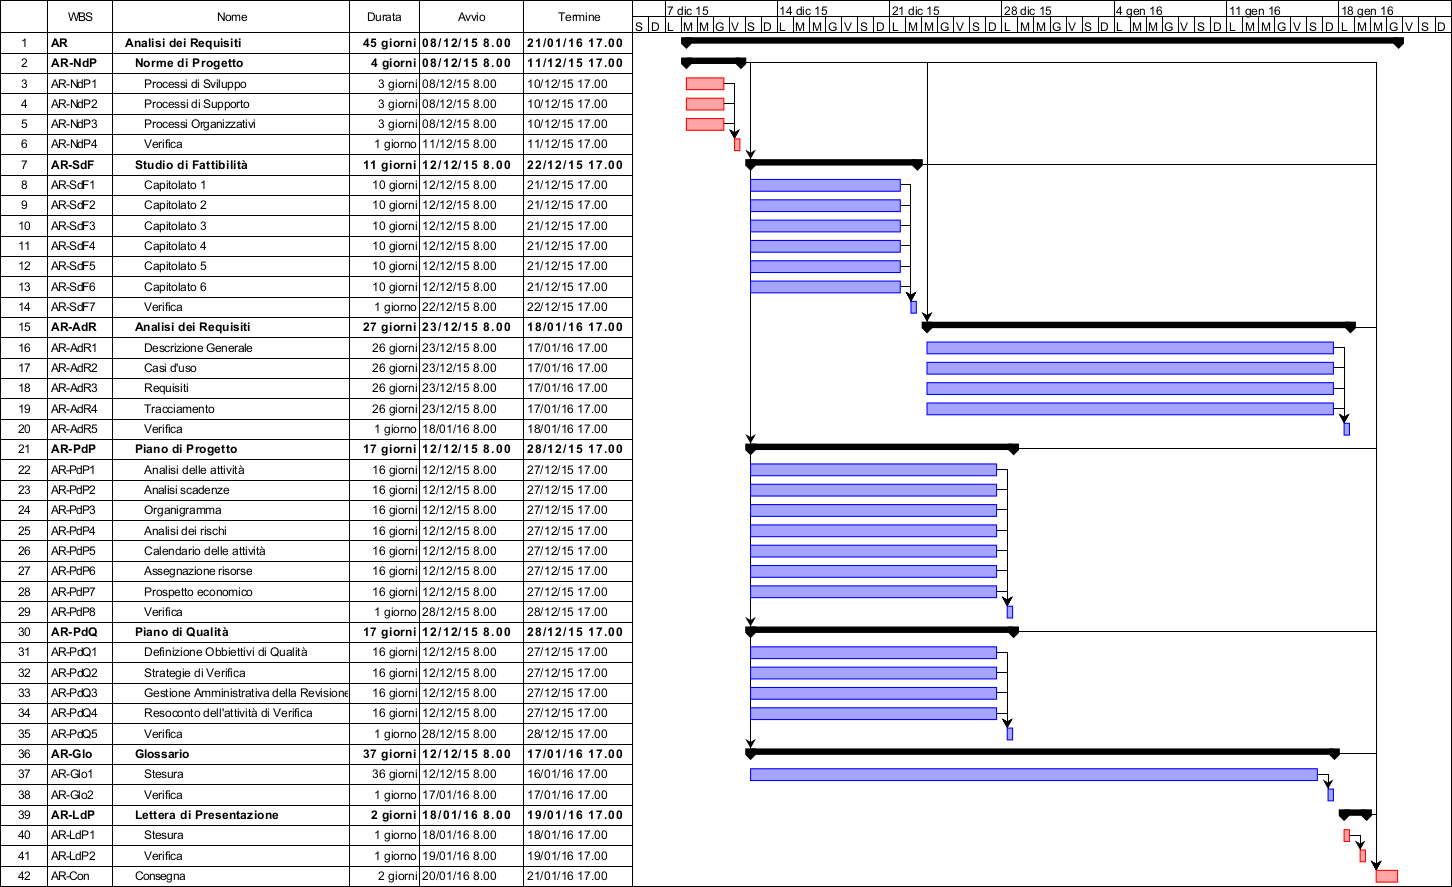 WBS Nome Durata Avvio Termine
7 dic 15 14 dic 15 21 dic 15 28 dic 15 4 gen 16 11 gen 16 18 gen 16
S D L M M G V S D L M M G V S D L M M G V S D L M M G V S D L M M G V S D L M M G V S D L M M G V S D
1 AR Analisi dei Requisiti 45 giorni 08/12/15 8.00 21/01/16 17.00
2 AR-NdP Norme di Progetto 4 giorni 08/12/15 8.00 11/12/15 17.00
3 AR-NdP1 Processi di Sviluppo 3 giorni 08/12/15 8.00 10/12/15 17.00
4 AR-NdP2 Processi di Supporto 3 giorni 08/12/15 8.00 10/12/15 17.00
5 AR-NdP3 Processi Organizzativi 3 giorni 08/12/15 8.00 10/12/15 17.00
6 AR-NdP4 Verifica 1 giorno 11/12/15 8.00 11/12/15 17.00
7 AR-SdF Studio di Fattibilità 11 giorni 12/12/15 8.00 22/12/15 17.00
8 AR-SdF1 Capitolato 1 10 giorni 12/12/15 8.00 21/12/15 17.00
9 AR-SdF2 Capitolato 2 10 giorni 12/12/15 8.00 21/12/15 17.00
10 AR-SdF3 Capitolato 3 10 giorni 12/12/15 8.00 21/12/15 17.00
11 AR-SdF4 Capitolato 4 10 giorni 12/12/15 8.00 21/12/15 17.00
12 AR-SdF5 Capitolato 5 10 giorni 12/12/15 8.00 21/12/15 17.00
13 AR-SdF6 Capitolato 6 10 giorni 12/12/15 8.00 21/12/15 17.00
14 AR-SdF7 Verifica 1 giorno 22/12/15 8.00 22/12/15 17.00
15 AR-AdR Analisi dei Requisiti 27 giorni 23/12/15 8.00 18/01/16 17.00
16 AR-AdR1 Descrizione Generale 26 giorni 23/12/15 8.00 17/01/16 17.00
17 AR-AdR2 Casi d'uso 26 giorni 23/12/15 8.00 17/01/16 17.00
18 AR-AdR3 Requisiti 26 giorni 23/12/15 8.00 17/01/16 17.00
19 AR-AdR4 Tracciamento 26 giorni 23/12/15 8.00 17/01/16 17.00
20 AR-AdR5 Verifica 1 giorno 18/01/16 8.00 18/01/16 17.00
21 AR-PdP Piano di Progetto 17 giorni 12/12/15 8.00 28/12/15 17.00
22 AR-PdP1 Analisi delle attività 16 giorni 12/12/15 8.00 27/12/15 17.00
23 AR-PdP2 Analisi scadenze 16 giorni 12/12/15 8.00 27/12/15 17.00
24 AR-PdP3 Organigramma 16 giorni 12/12/15 8.00 27/12/15 17.00
25 AR-PdP4 Analisi dei rischi 16 giorni 12/12/15 8.00 27/12/15 17.00
26 AR-PdP5 Calendario delle attività 16 giorni 12/12/15 8.00 27/12/15 17.00
27 AR-PdP6 Assegnazione risorse 16 giorni 12/12/15 8.00 27/12/15 17.00
28 AR-PdP7 Prospetto economico 16 giorni 12/12/15 8.00 27/12/15 17.00
29 AR-PdP8 Verifica 1 giorno 28/12/15 8.00 28/12/15 17.00
30 AR-PdQ Piano di Qualità 17 giorni 12/12/15 8.00 28/12/15 17.00
31 AR-PdQ1 Definizione Obbiettivi di Qualità 16 giorni 12/12/15 8.00 27/12/15 17.00
32 AR-PdQ2 Strategie di Verifica 16 giorni 12/12/15 8.00 27/12/15 17.00
33 AR-PdQ3 Gestione Amministrativa della Revisione 16 giorni 12/12/15 8.00 27/12/15 17.00
34 AR-PdQ4 Resoconto dell'attività di Verifica 16 giorni 12/12/15 8.00 27/12/15 17.00
35 AR-PdQ5 Verifica 1 giorno 28/12/15 8.00 28/12/15 17.00
36 AR-Glo Glossario 37 giorni 12/12/15 8.00 17/01/16 17.00
37 AR-Glo1 Stesura 36 giorni 12/12/15 8.00 16/01/16 17.00
38 AR-Glo2 Verifica 1 giorno 17/01/16 8.00 17/01/16 17.00
39 AR-LdP Lettera di Presentazione 2 giorni 18/01/16 8.00 19/01/16 17.00
40 AR-LdP1 Stesura 1 giorno 18/01/16 8.00 18/01/16 17.00
41 AR-LdP2 Verifica 1 giorno 19/01/16 8.00 19/01/16 17.00
42 AR-Con Consegna 2 giorni 20/01/16 8.00 21/01/16 17.00